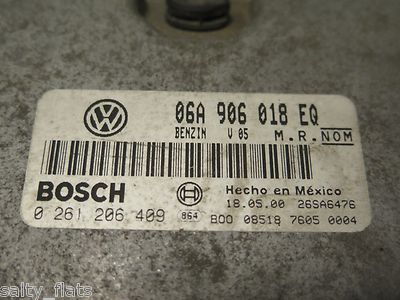 06A 906 018 EQ
BENZIN V 05 M.R. NOM
BOSCH
Hecho en México
0 261 206 409 864 18.05.00 26SA6476
B00 08518 7605 0004
salty_flats